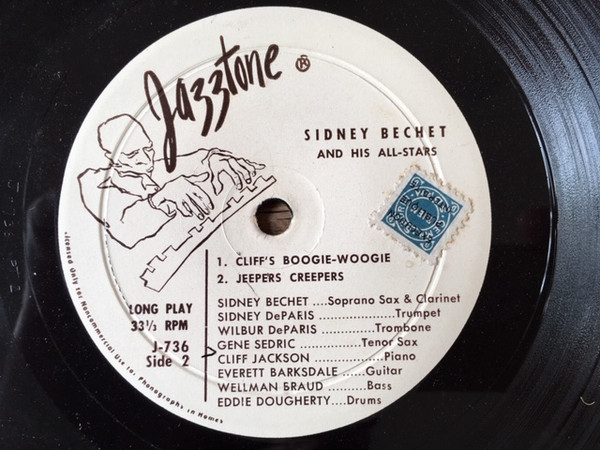 Jazztone ®
SIDNEY BECHET
AND HIS ALL-STARS
1. CLIFF'S BOOGIE-WOOGIE
2. JEEPERS CREEPERS
LONG PLAY
33⅓ RPM
J-736
Side 2
SIDNEY BECHET ....Soprano Sax & Clarinet
SIDNEY DePARIS ..................Trumpet
WILBUR DePARIS ...............Trombone
GENE SEDRIC .................Tenor Sax
CLIFF JACKSON ...................Piano
EVERETT BARKSDALE ......Guitar
WELLMAN BRAUD ..........Bass
EDDIE DOUGHERTY....Drums
Licensed Only for Noncommercial Use for Phonographs in Homes